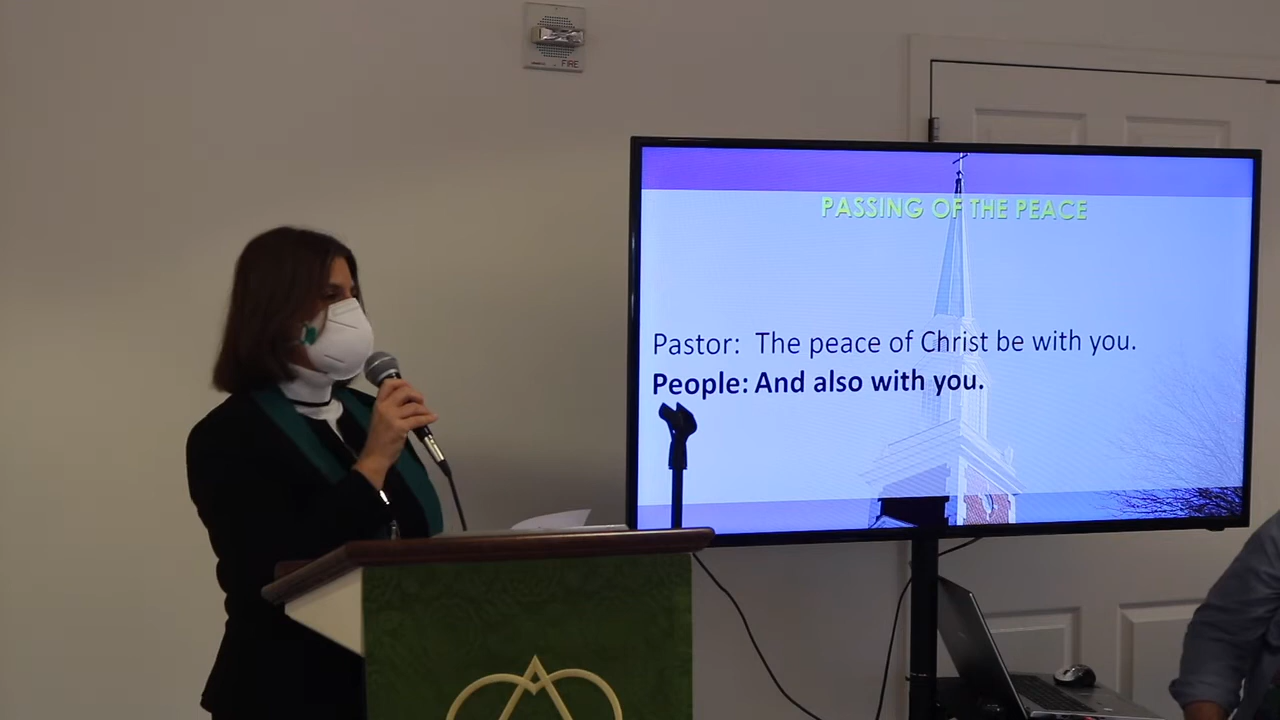 FIRE
PASSING OF THE PEACE
Pastor: The peace of Christ be with you.
People: And also with you.